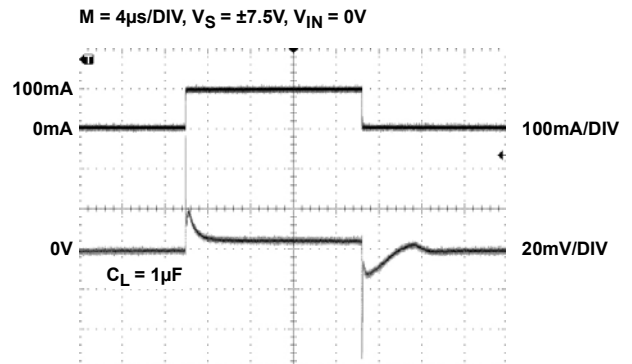 M = 4μs/DIV, VS = ±7.5V, VIN = 0V
T
100mA
0mA
100mA/DIV
0V
20mV/DIV
CL = 1μF